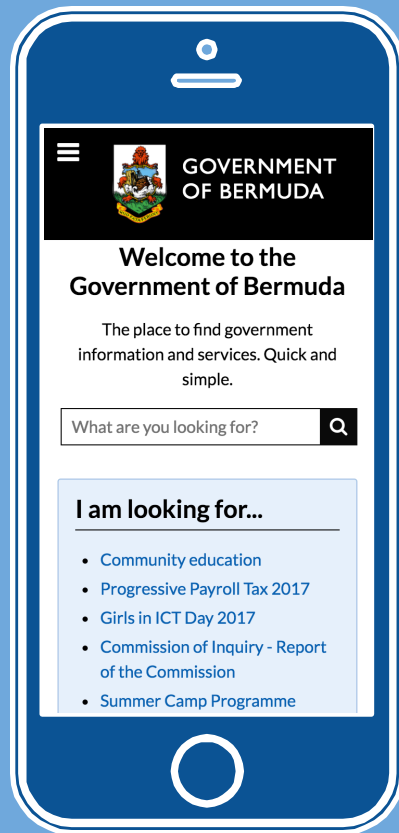 GOVERNMENT
OF BERMUDA
Welcome to the
Government of Bermuda
The place to find government
information and services. Quick and
simple.
What are you looking for?
I am looking for...
• Community education
• Progressive Payroll Tax 2017
• Girls in ICT Day 2017
• Commission of Inquiry - Report
of the Commission
• Summer Camp Programme